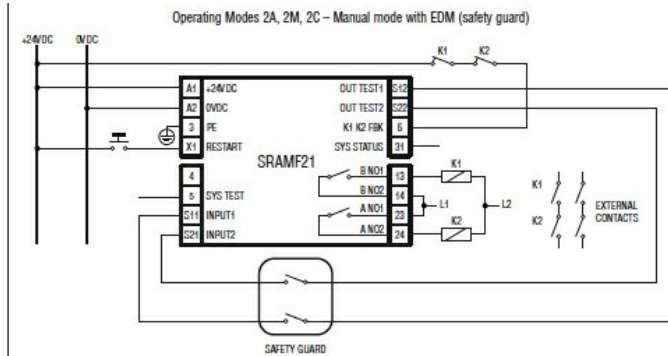 Operating Modes 2A, 2M, 2C – Manual mode with EDM (safety guard)
+24VDC 0VDC
K1 K2
A1 +24VDC OUT TEST1 S12
A2 0VDC OUT TEST2 S22
3 PE K1 K2 FBK 6
X1 RESTART SYS STATUS 31
SRAMF21
4 B NO1 13 K1
5 SYS TEST B NO2 14
L1 L2
S11 INPUT1 A NO1 23
S21 INPUT2 A NO2 24 K2
K1
K2
EXTERNAL
CONTACTS
SAFETY GUARD